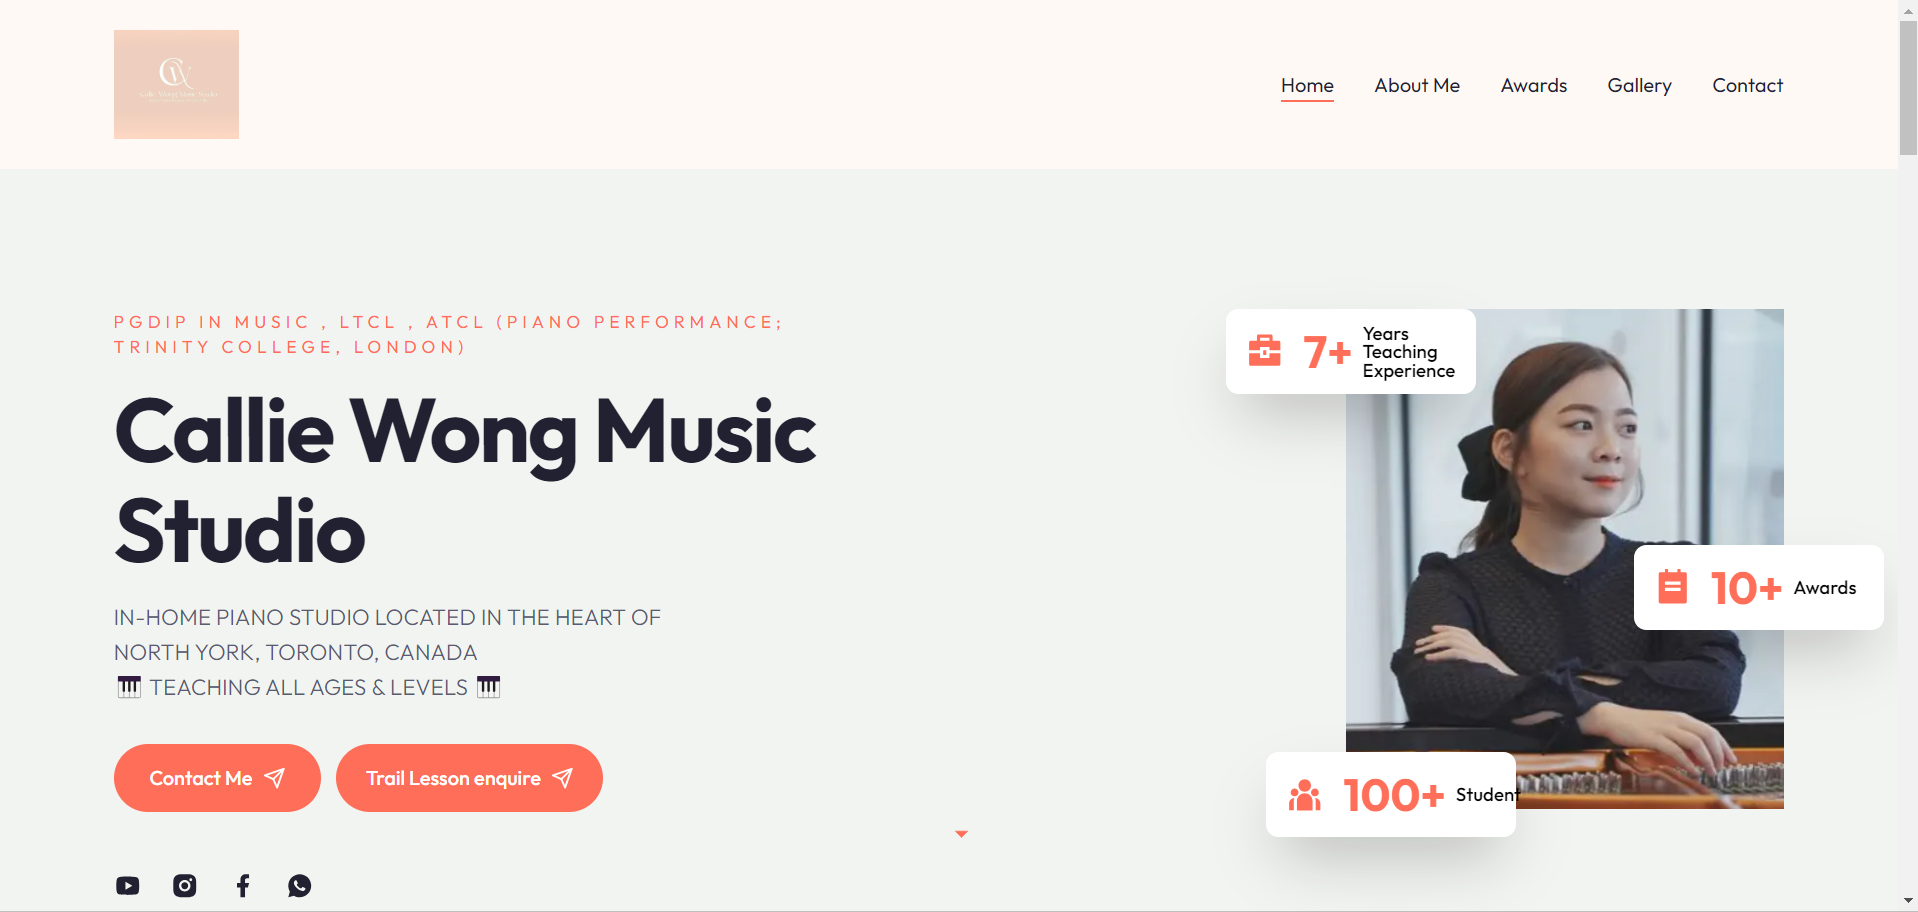 Home About Me Awards Gallery Contact
PGDIP IN MUSIC , LTCL , ATCL (PIANO PERFORMANCE;
TRINITY COLLEGE, LONDON)
Callie Wong Music
Studio
IN-HOME PIANO STUDIO LOCATED IN THE HEART OF
NORTH YORK, TORONTO, CANADA
🎹 TEACHING ALL AGES & LEVELS 🎹
Contact Me
Trail Lesson enquire
7+ Years
Teaching
Experience
10+ Awards
100+ Student